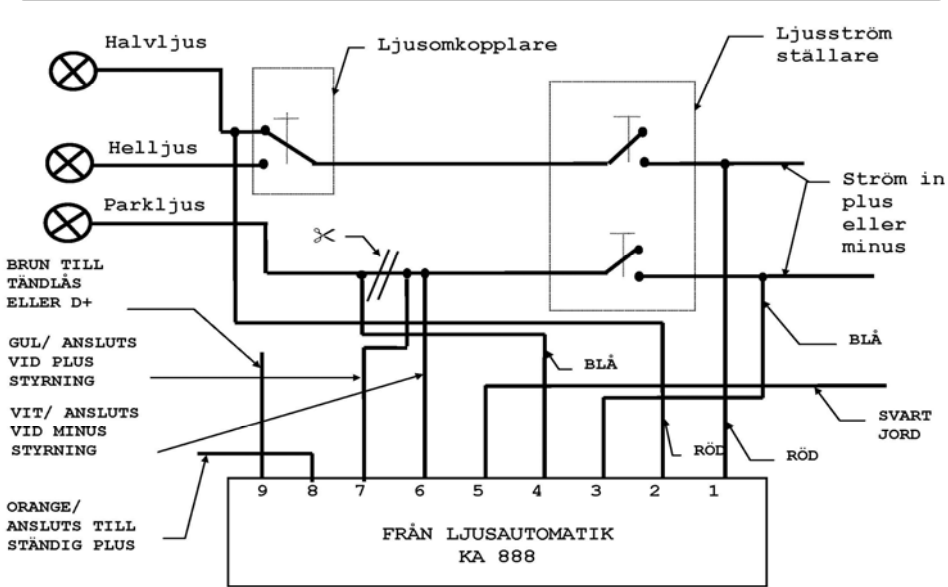 Halvljus
Ljusomkopplare
Ljusström
ställare
Helljus
Parkljus
Ström in
plus
eller
minus
BRUN TILL
TÄNDLÅS
ELLER D+
GUL/ ANSLUTS
VID PLUS
STYRNING
BLÅ
BLÅ
VIT/ ANSLUTS
VID MINUS
STYRNING
SVART
JORD
RÖD
RÖD
ORANGE/
ANSLUTS TILL
STÄNDIG PLUS
9 8 7 6 5 4 3 2 1
FRÅN LJUSAUTOMATIK
KA 888